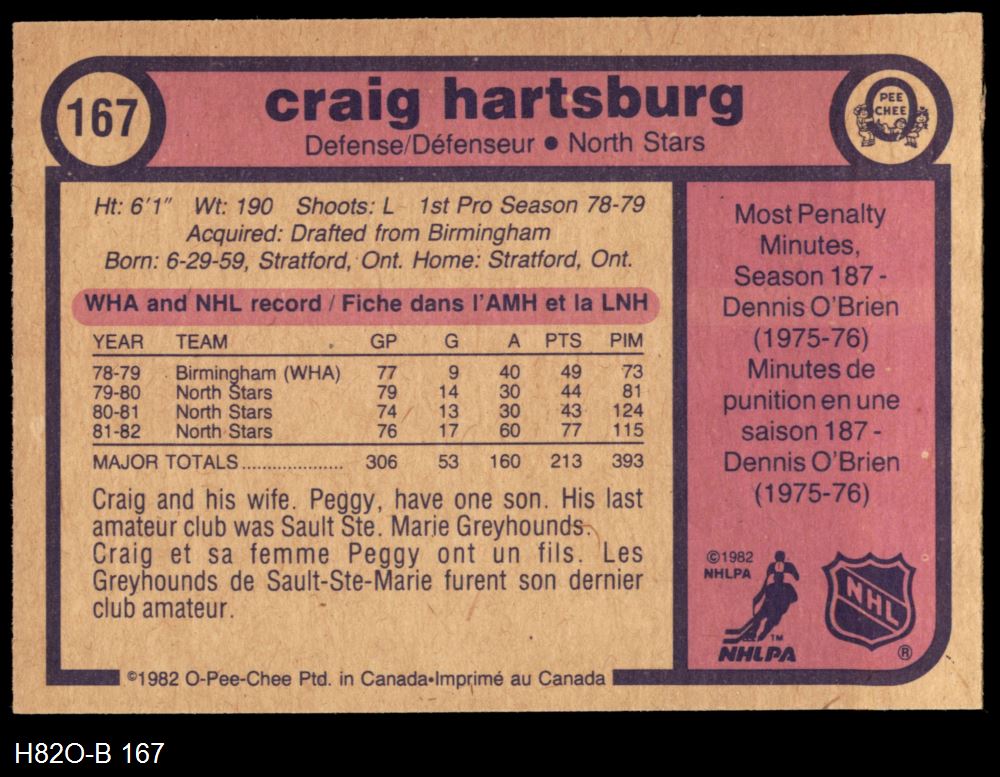 167
craig hartsburg
Defense/Défenseur • North Stars
PEE
CHEE
Ht: 6'1" Wt: 190 Shoots: L 1st Pro Season 78-79
Acquired: Drafted from Birmingham
Born: 6-29-59, Stratford, Ont. Home: Stratford, Ont.
WHA and NHL record / Fiche dans l'AMH et la LNH
YEAR TEAM GP G A PTS PIM
78-79 Birmingham (WHA) 77 9 40 49 73
79-80 North Stars 79 14 30 44 81
80-81 North Stars 74 13 30 43 124
81-82 North Stars 76 17 60 77 115
MAJOR TOTALS.................... 306 53 160 213 393
Craig and his wife. Peggy, have one son. His last
amateur club was Sault Ste. Marie Greyhounds.
Craig et sa femme Peggy ont un fils. Les
Greyhounds de Sault-Ste-Marie furent son dernier
club amateur.
Most Penalty
Minutes,
Season 187 -
Dennis O'Brien
(1975-76)
Minutes de
punition en une
saison 187 -
Dennis O'Brien
(1975-76)
©1982
NHLPA
TM
NHLPA
NHL
®
©1982 O-Pee-Chee Ptd. in Canada•Imprimé au Canada
H82O-B 167